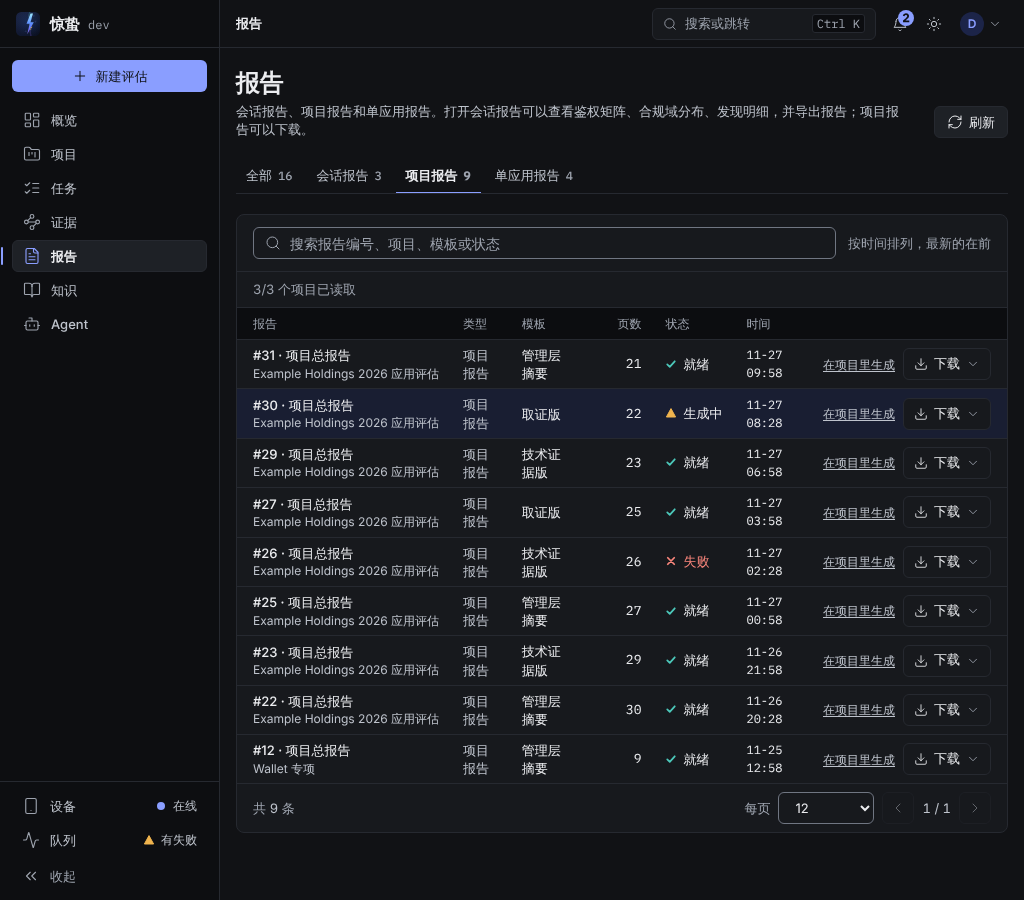 惊蛰 dev
报告
搜索或跳转 Ctrl K
2
D
新建评估
概览
项目
任务
证据
报告
知识
Agent
设备 在线
队列 有失败
收起
报告
会话报告、项目报告和单应用报告。打开会话报告可以查看鉴权矩阵、合规域分布、发现明细，并导出报告；项目报
告可以下载。
刷新
全部 16 会话报告 3 项目报告 9 单应用报告 4
搜索报告编号、项目、模板或状态
按时间排列，最新的在前
3/3 个项目已读取
报告 类型 模板 页数 状态 时间
#31 · 项目总报告 项目 管理层 21 就绪 11-27 在项目里生成 下载
Example Holdings 2026 应用评估 报告 摘要 09:58
#30 · 项目总报告 项目 取证版 22 生成中 11-27 在项目里生成 下载
Example Holdings 2026 应用评估 报告 08:28
#29 · 项目总报告 项目 技术证 23 就绪 11-27 在项目里生成 下载
Example Holdings 2026 应用评估 报告 据版 06:58
#27 · 项目总报告 项目 取证版 25 就绪 11-27 在项目里生成 下载
Example Holdings 2026 应用评估 报告 03:58
#26 · 项目总报告 项目 技术证 26 失败 11-27 在项目里生成 下载
Example Holdings 2026 应用评估 报告 据版 02:28
#25 · 项目总报告 项目 管理层 27 就绪 11-27 在项目里生成 下载
Example Holdings 2026 应用评估 报告 摘要 00:58
#23 · 项目总报告 项目 技术证 29 就绪 11-26 在项目里生成 下载
Example Holdings 2026 应用评估 报告 据版 21:58
#22 · 项目总报告 项目 管理层 30 就绪 11-26 在项目里生成 下载
Example Holdings 2026 应用评估 报告 摘要 20:28
#12 · 项目总报告 项目 管理层 9 就绪 11-25 在项目里生成 下载
Wallet 专项 报告 摘要 12:58
共 9 条 每页 12 1 / 1